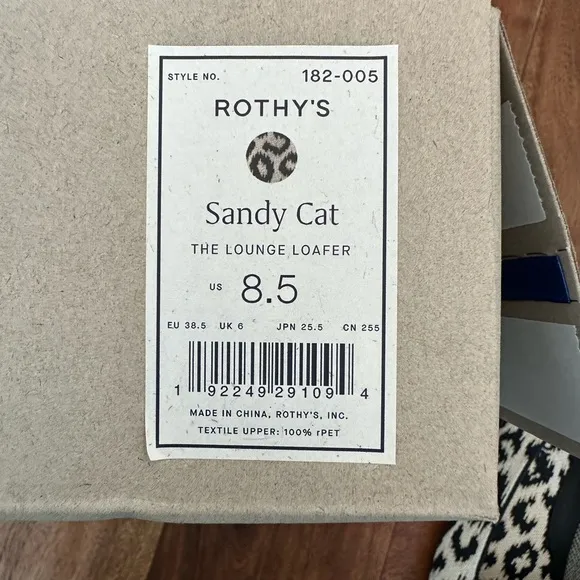 STYLE NO. 182-005
ROTHY'S
Sandy Cat
THE LOUNGE LOAFER
US 8.5
EU 38.5 UK 6 JPN 25.5 CN 255
1 92249 29109 4
MADE IN CHINA, ROTHY'S, INC.
TEXTILE UPPER: 100% rPET